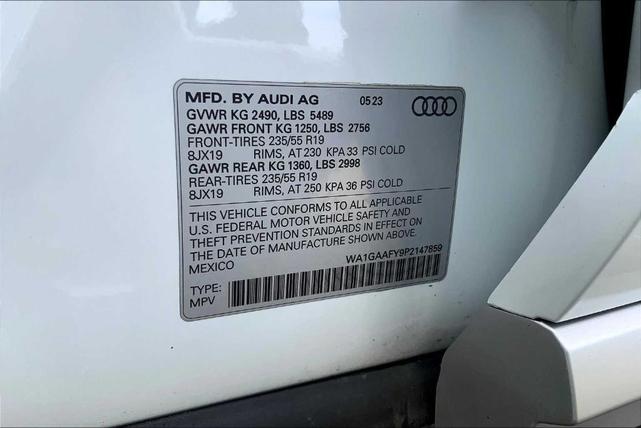 MFD. BY AUDI AG 05 23
GVWR KG 2490, LBS 5489
GAWR FRONT KG 1250, LBS 2756
FRONT-TIRES 235/55 R19
8JX19 RIMS, AT 230 KPA 33 PSI COLD
GAWR REAR KG 1360, LBS 2998
REAR-TIRES 235/55 R19
8JX19 RIMS, AT 250 KPA 36 PSI COLD
THIS VEHICLE CONFORMS TO ALL APPLICABLE
U.S. FEDERAL MOTOR VEHICLE SAFETY AND
THEFT PREVENTION STANDARDS IN EFFECT ON
THE DATE OF MANUFACTURE SHOWN ABOVE.
MEXICO
WA1GAAFY9P2147859
TYPE:
MPV